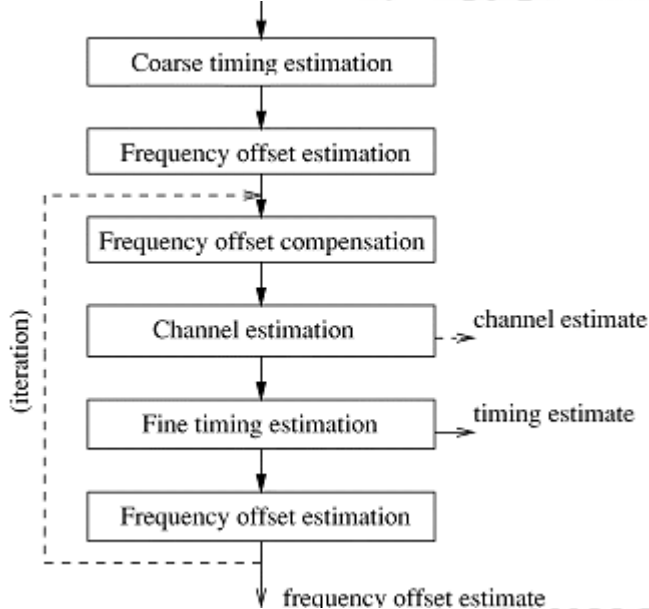 Coarse timing estimation
Frequency offset estimation
Frequency offset compensation
Channel estimation
channel estimate
(iteration)
Fine timing estimation
timing estimate
Frequency offset estimation
frequency offset estimate